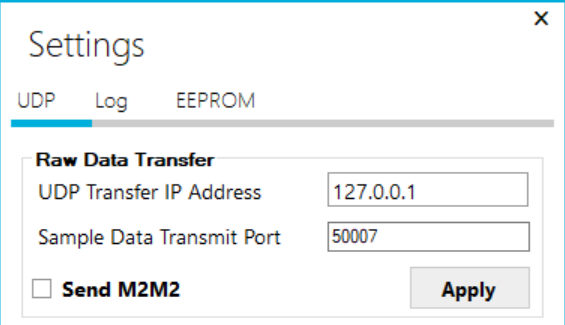 Settings
UDP Log EEPROM
Raw Data Transfer
UDP Transfer IP Address 127.0.0.1
Sample Data Transmit Port 50007
Send M2M2 Apply